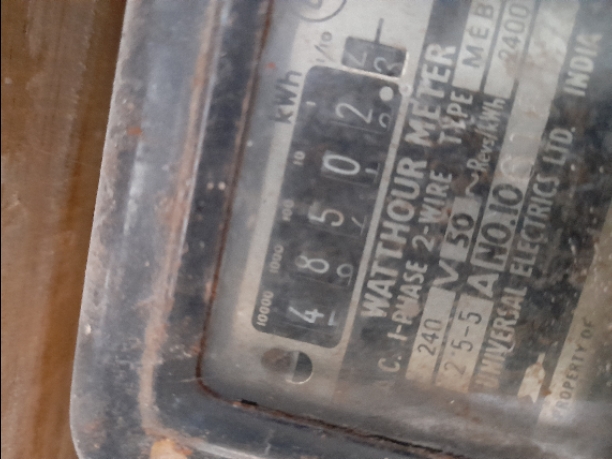 kWh
10000 1000 100 10 1 1/10
4 8 5 0 2
WATTHOUR METER
A.C. 1-PHASE 2-WIRE TYPE MEB
240 V 50 ~ Revs/kWh 2400
2.5-5 A NO.10
UNIVERSAL ELECTRICS LTD. INDIA
PROPERTY OF